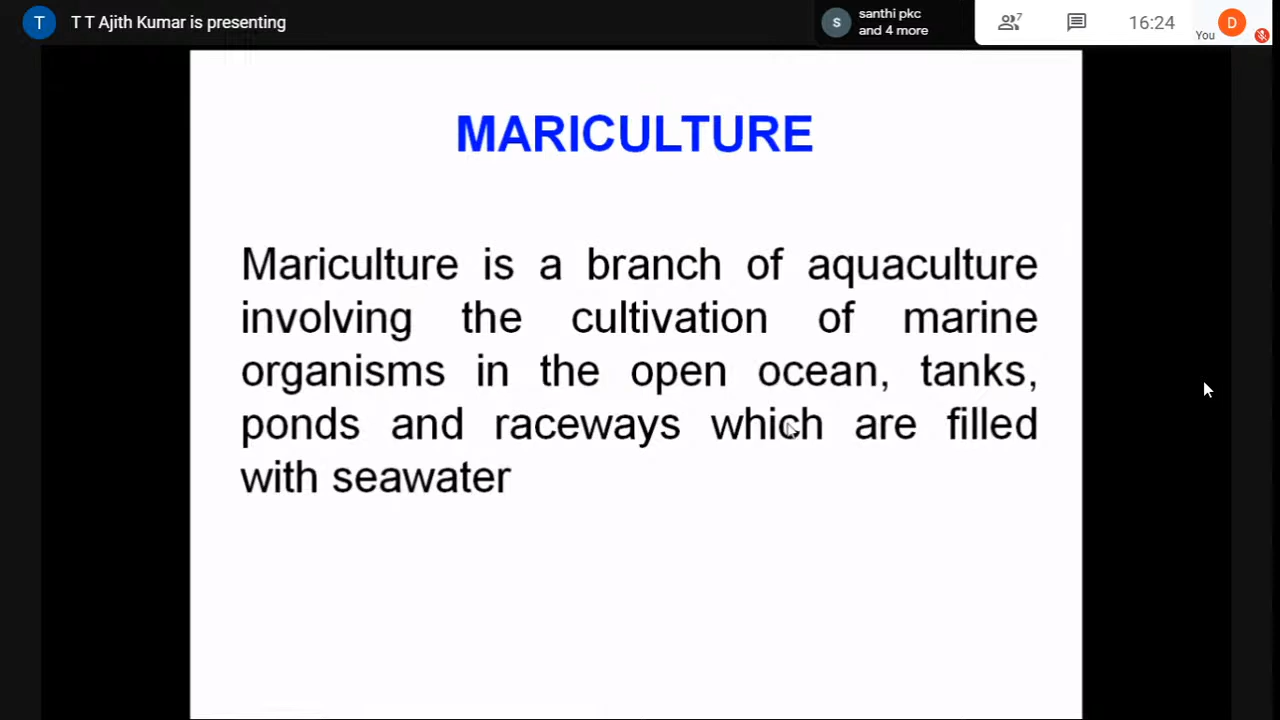 T
T T Ajith Kumar is presenting
S
santhi pkc
and 4 more
7
16:24
You
D
MARICULTURE
Mariculture is a branch of aquaculture
involving the cultivation of marine
organisms in the open ocean, tanks,
ponds and raceways which are filled
with seawater